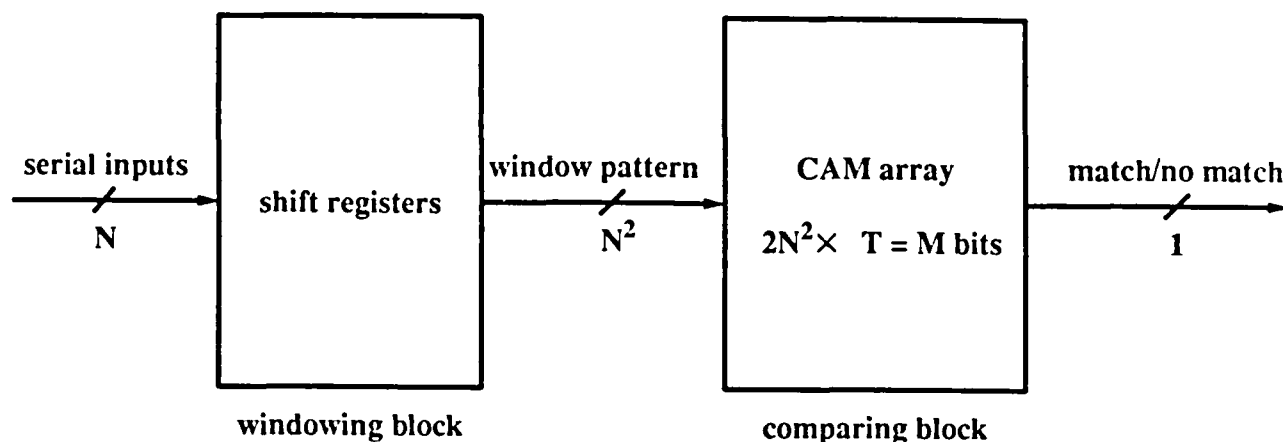 serial inputs
N
shift registers
windowing block
window pattern
N²
CAM array
2N² × T = M bits
comparing block
match/no match
1